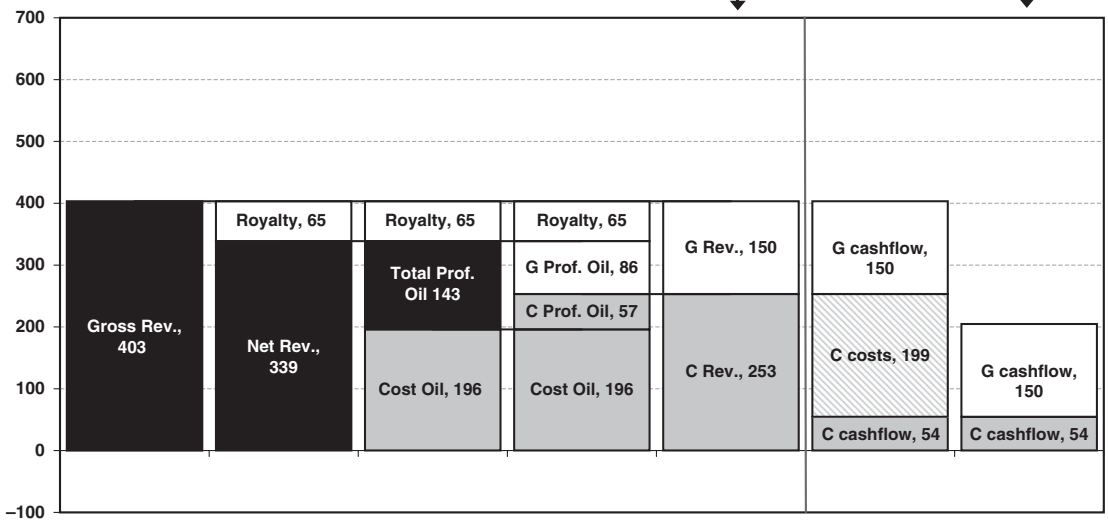 700
600
500
400
300
200
100
0
–100
Gross Rev.,
403
Royalty, 65
Net Rev.,
339
Royalty, 65
Total Prof.
Oil 143
Cost Oil, 196
Royalty, 65
G Prof. Oil, 86
C Prof. Oil, 57
Cost Oil, 196
G Rev., 150
C Rev., 253
G cashflow,
150
C costs, 199
C cashflow, 54
G cashflow,
150
C cashflow, 54